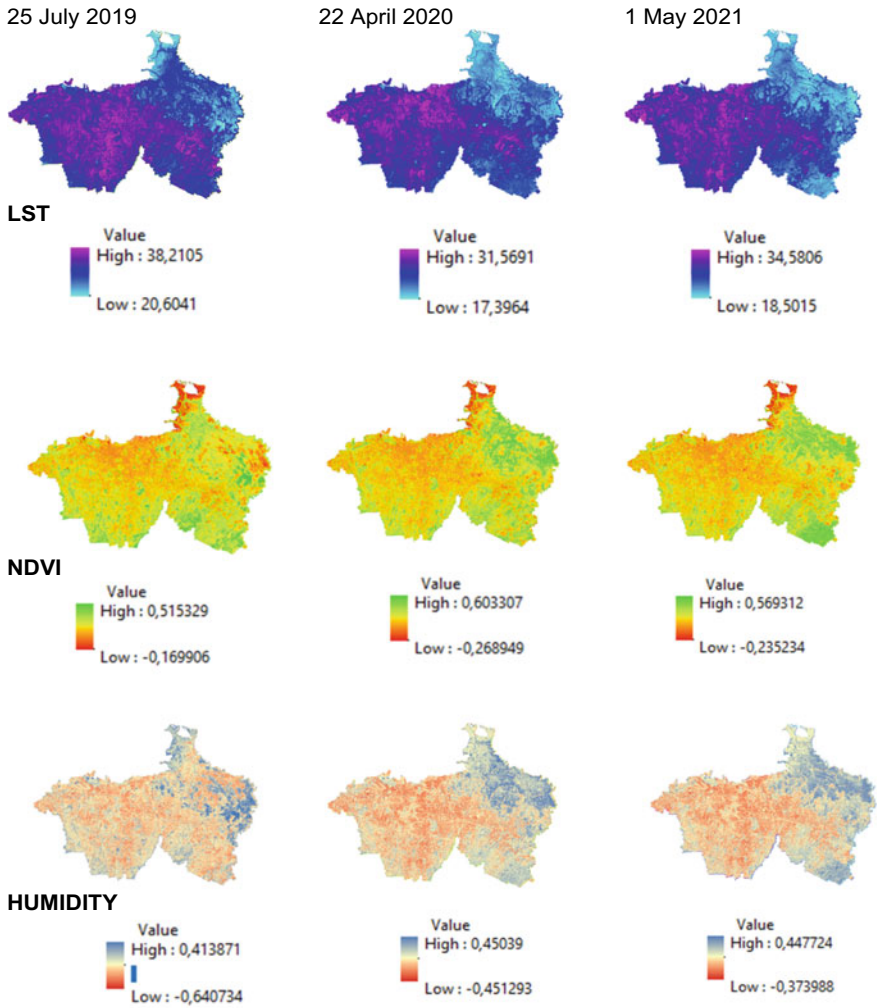 25 July 2019
22 April 2020
1 May 2021
LST
Value
High : 38,2105
Low : 20,6041
Value
High : 31,5691
Low : 17,3964
Value
High : 34,5806
Low : 18,5015
NDVI
Value
High : 0,515329
Low : -0,169906
Value
High : 0,603307
Low : -0,268949
Value
High : 0,569312
Low : -0,235234
HUMIDITY
Value
High : 0,413871
Low : -0,640734
Value
High : 0,45039
Low : -0,451293
Value
High : 0,447724
Low : -0,373988